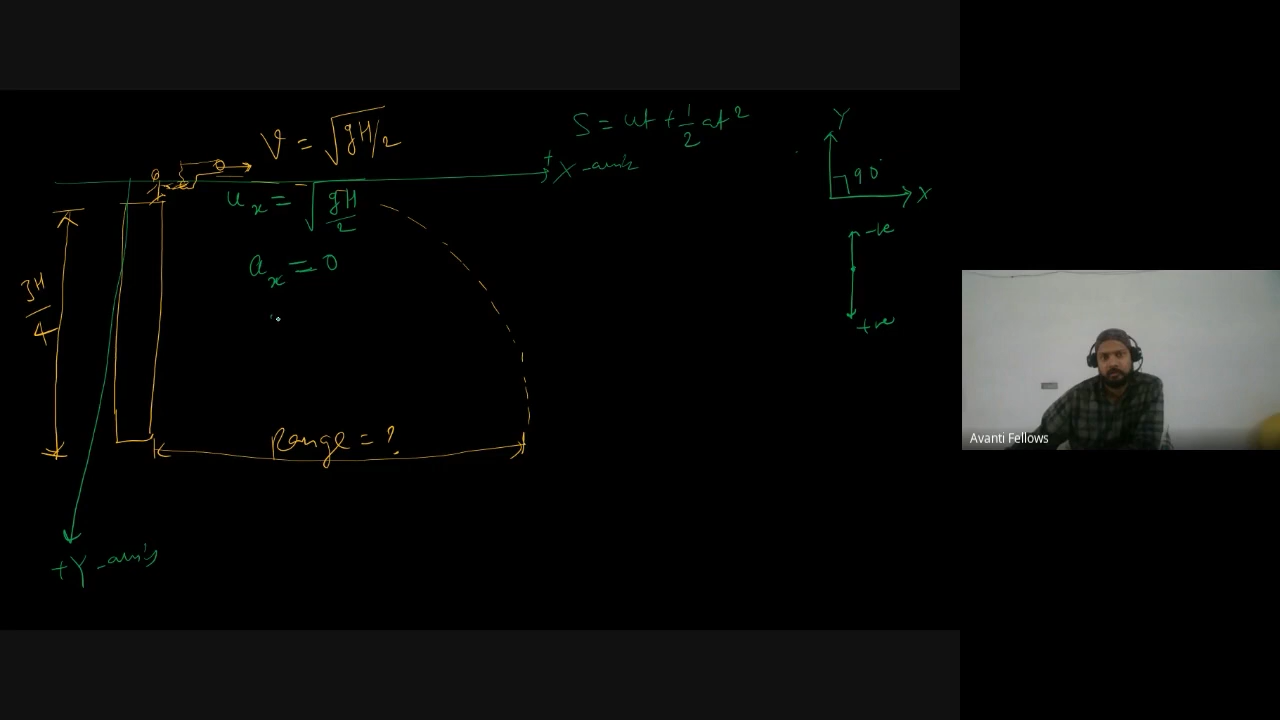 V = √gH/2
S = ut + 1/2 at²
+ X-axis
Y
90°
X
u_x = √gH/2
a_x = 0
-ve
+ve
3H/4
Range = ?
+Y-axis
Avanti Fellows